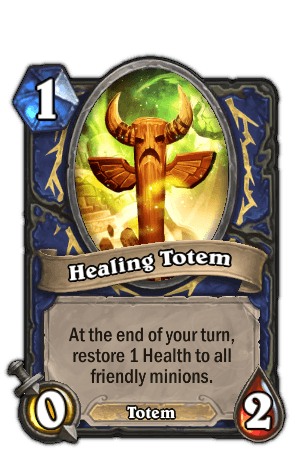 1
Healing Totem
At the end of your turn,
restore 1 Health to all
friendly minions.
0
Totem
2